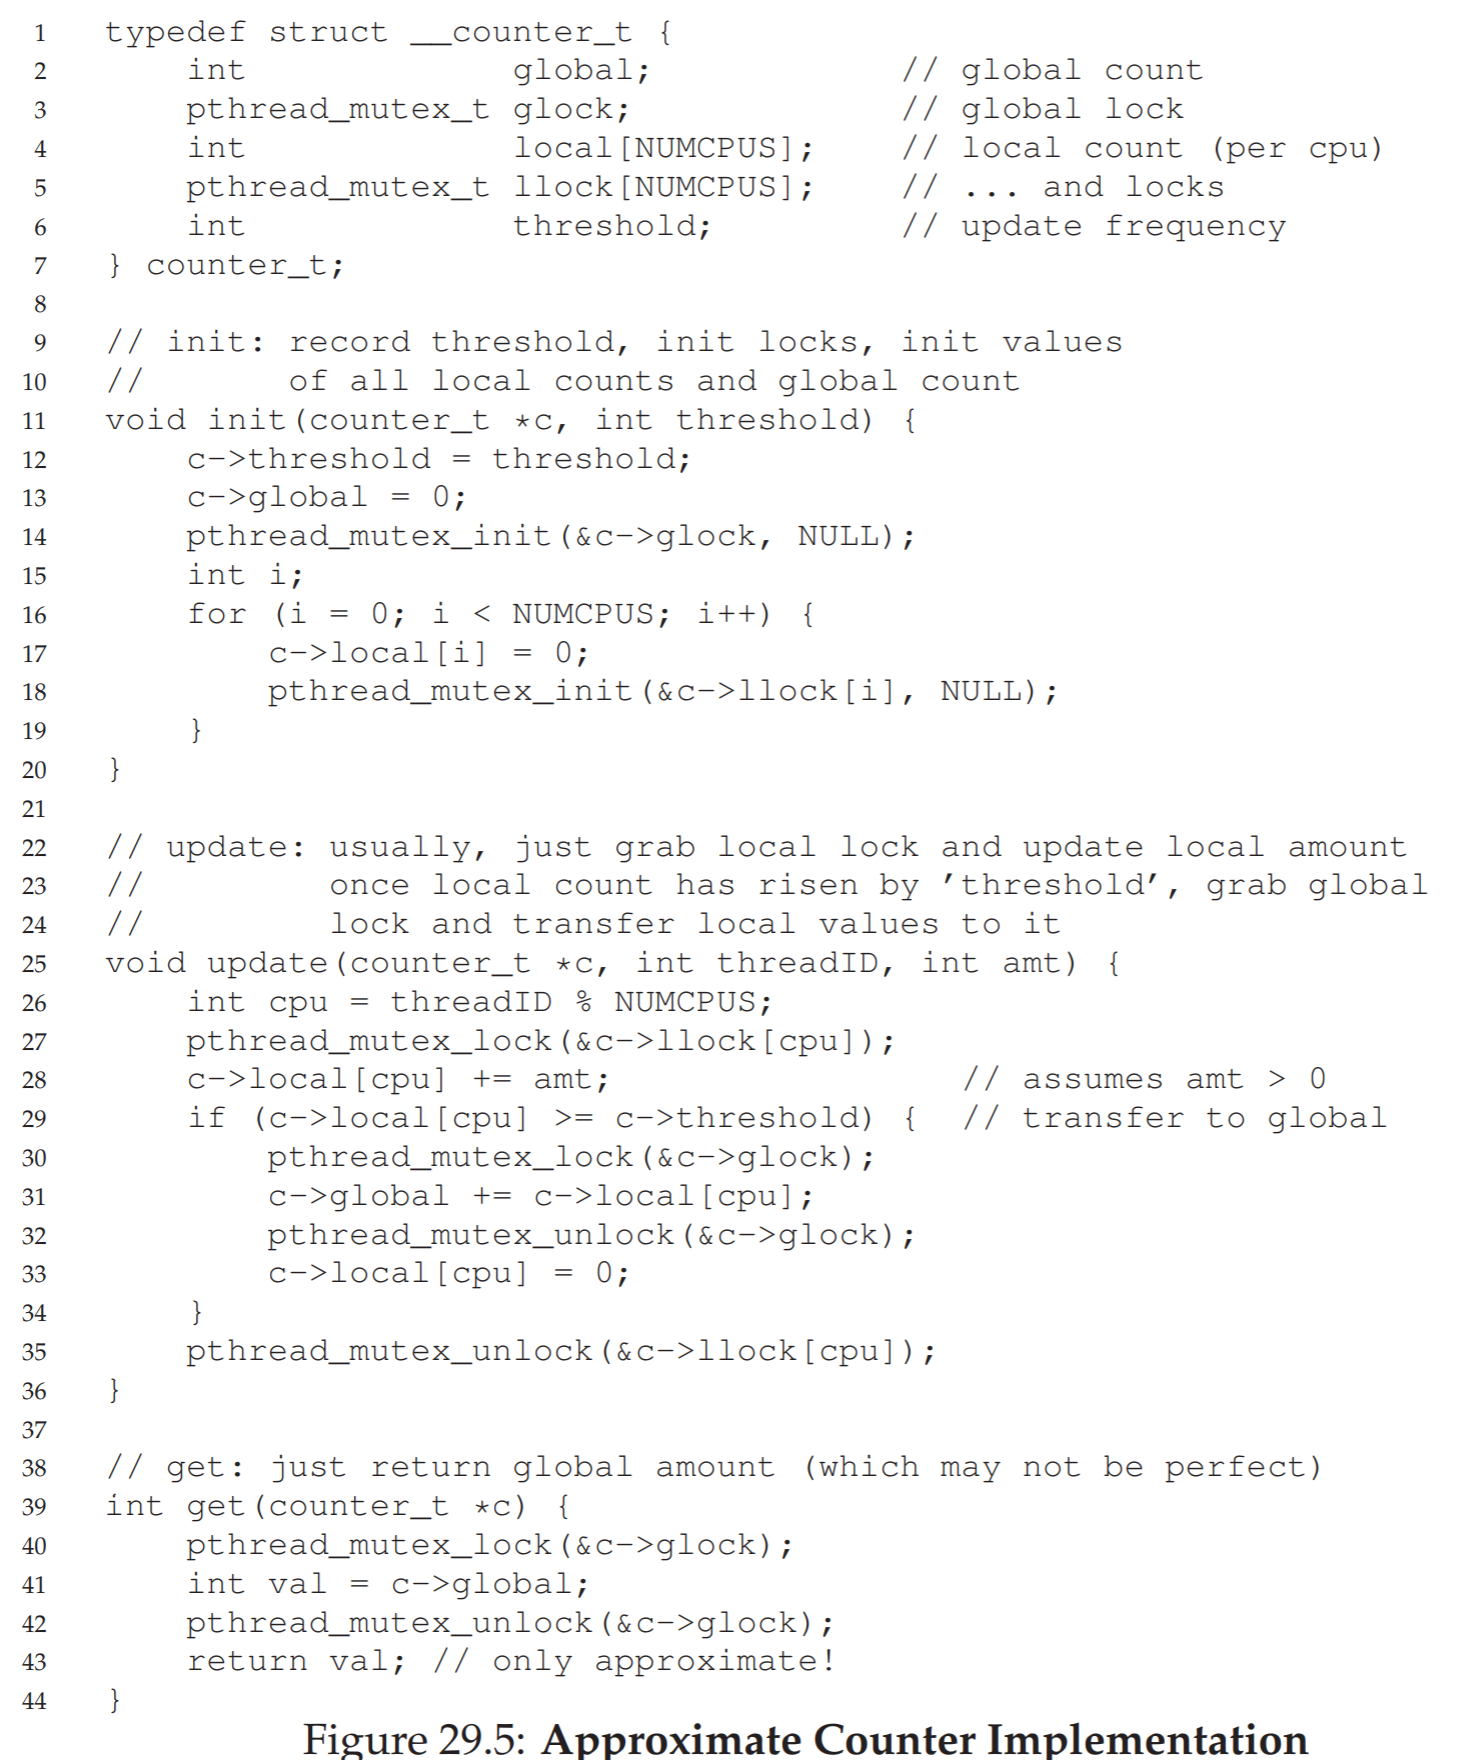 1 typedef struct __counter_t {
2 int global; // global count
3 pthread_mutex_t glock; // global lock
4 int local[NUMCPUS]; // local count (per cpu)
5 pthread_mutex_t llock[NUMCPUS]; // ... and locks
6 int threshold; // update frequency
7 } counter_t;
8
9 // init: record threshold, init locks, init values
10 // of all local counts and global count
11 void init(counter_t *c, int threshold) {
12 c->threshold = threshold;
13 c->global = 0;
14 pthread_mutex_init(&c->glock, NULL);
15 int i;
16 for (i = 0; i < NUMCPUS; i++) {
17 c->local[i] = 0;
18 pthread_mutex_init(&c->llock[i], NULL);
19 }
20 }
21
22 // update: usually, just grab local lock and update local amount
23 // once local count has risen by ’threshold’, grab global
24 // lock and transfer local values to it
25 void update(counter_t *c, int threadID, int amt) {
26 int cpu = threadID % NUMCPUS;
27 pthread_mutex_lock(&c->llock[cpu]);
28 c->local[cpu] += amt; // assumes amt > 0
29 if (c->local[cpu] >= c->threshold) { // transfer to global
30 pthread_mutex_lock(&c->glock);
31 c->global += c->local[cpu];
32 pthread_mutex_unlock(&c->glock);
33 c->local[cpu] = 0;
34 }
35 pthread_mutex_unlock(&c->llock[cpu]);
36 }
37
38 // get: just return global amount (which may not be perfect)
39 int get(counter_t *c) {
40 pthread_mutex_lock(&c->glock);
41 int val = c->global;
42 pthread_mutex_unlock(&c->glock);
43 return val; // only approximate!
44 }
Figure 29.5: Approximate Counter Implementation